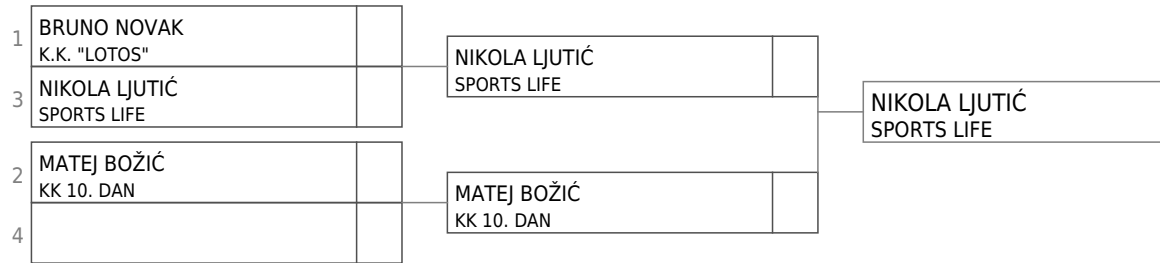 1
BRUNO NOVAK
K.K. "LOTOS"
3
NIKOLA LJUTIĆ
SPORTS LIFE
2
MATEJ BOŽIĆ
KK 10. DAN
4
NIKOLA LJUTIĆ
SPORTS LIFE
MATEJ BOŽIĆ
KK 10. DAN
NIKOLA LJUTIĆ
SPORTS LIFE